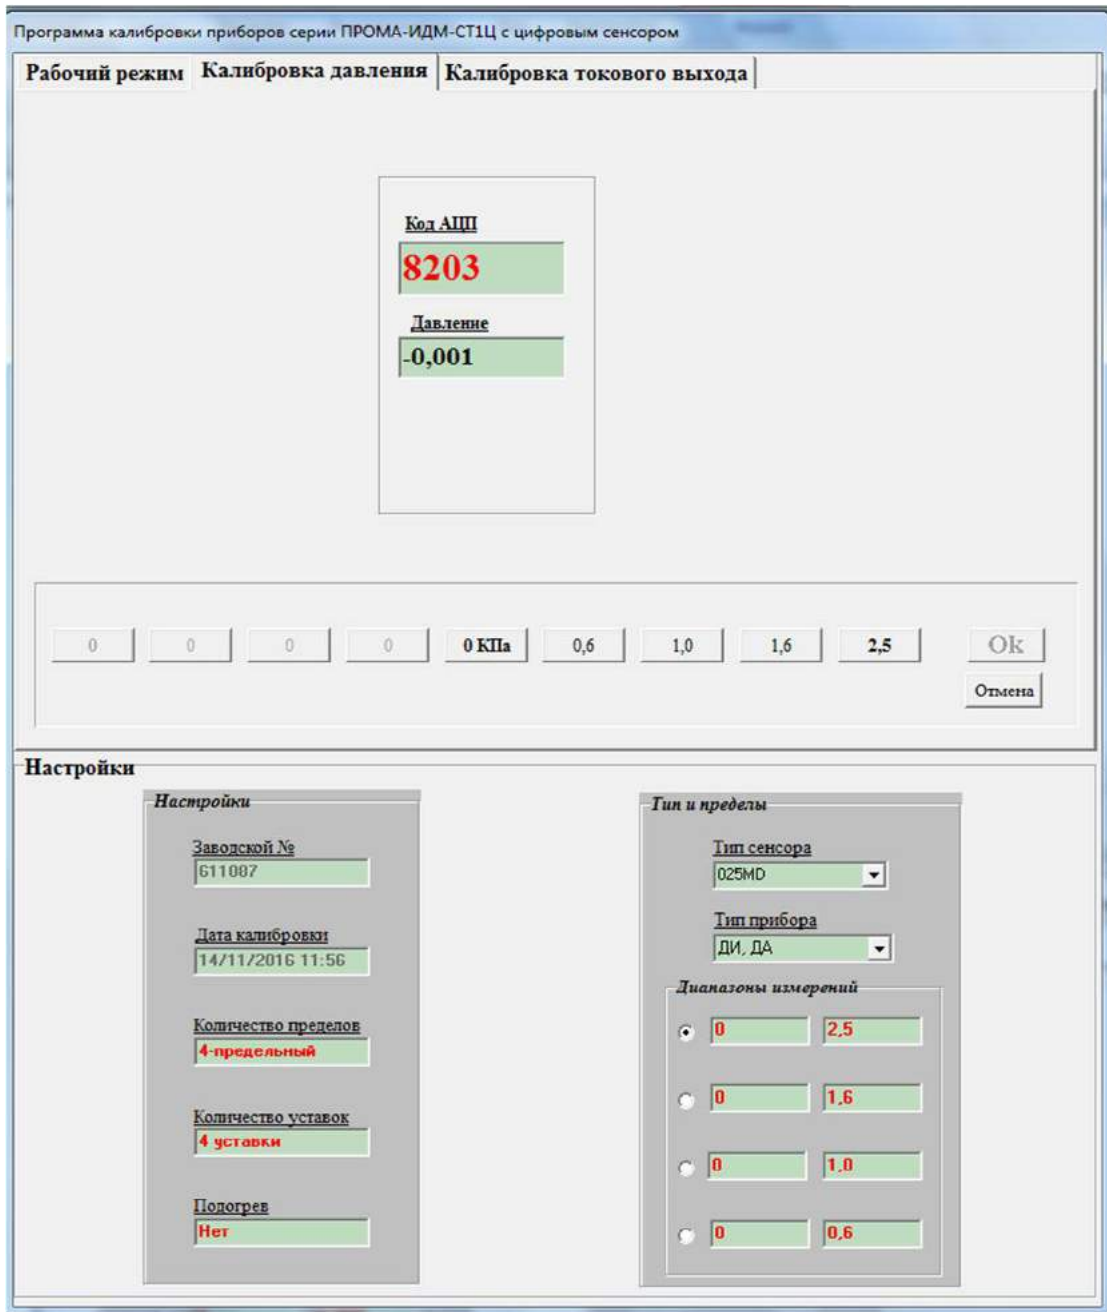 Программа калибровки приборов серии ПРОМА-ИДМ-СТ1Ц с цифровым сенсором
Рабочий режим Калибровка давления Калибровка токового выхода
Код АЦП
8203
Давление
-0,001
0 0 0 0 0 КПа 0,6 1,0 1,6 2,5 Ok
Отмена
Настройки
Настройки
Заводской №
611087
Дата калибровки
14/11/2016 11:56
Количество пределов
4-предельный
Количество уставок
4 уставки
Подогрев
Нет
Тип и пределы
Тип сенсора
025MD
Тип прибора
ДИ, ДА
Диапазоны измерений
0 2,5
0 1,6
0 1,0
0 0,6